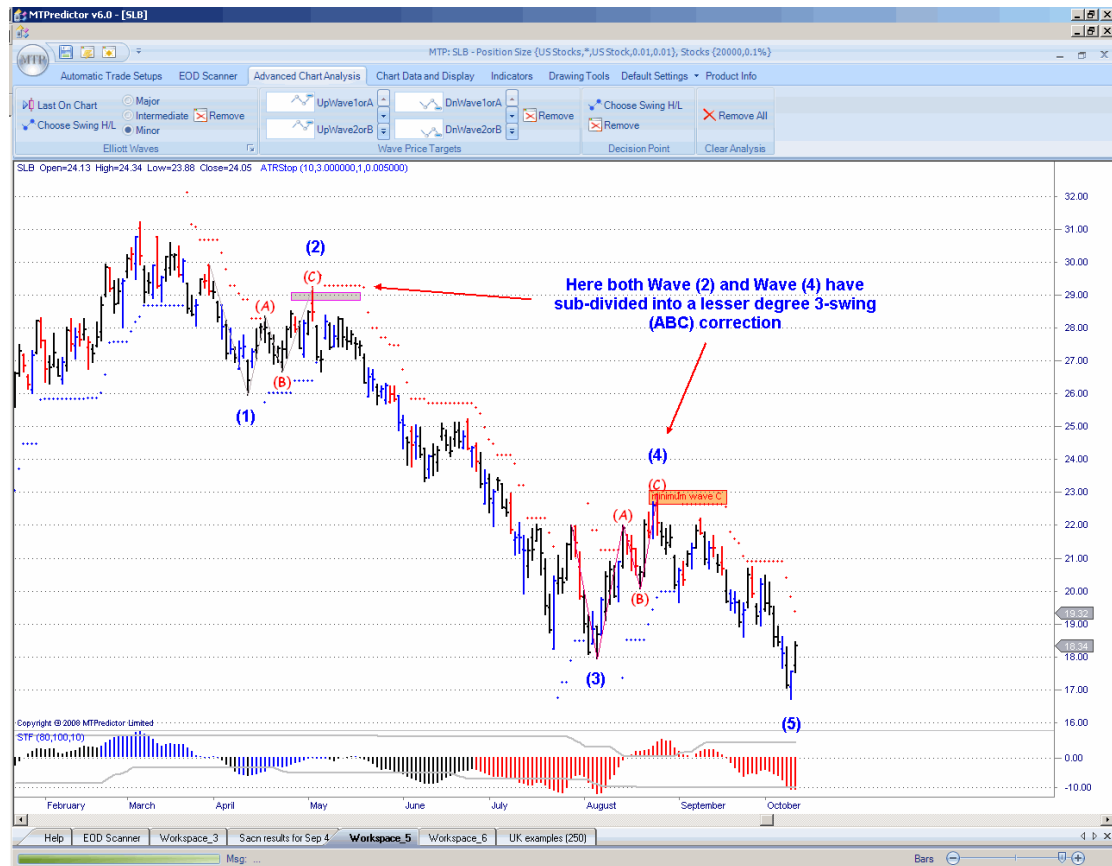 MTPredictor v6.0 - [SLB]
MTP
MTP: SLB - Position Size {US Stocks,*,US Stock,0.01,0.01}, Stocks {20000,0.1%}
Automatic Trade Setups EOD Scanner Advanced Chart Analysis Chart Data and Display Indicators Drawing Tools Default Settings Product Info
Last On Chart
Choose Swing H/L
Major
Intermediate
Minor
Remove
Elliott Waves
UpWave1orA
UpWave2orB
DnWave1orA
DnWave2orB
Remove
Wave Price Targets
Choose Swing H/L
Remove
Decision Point
Remove All
Clear Analysis
SLB Open=24.13 High=24.34 Low=23.88 Close=24.05 ATRStop (10,3.000000,1,0.005000)
32.00
31.00
30.00
29.00
28.00
27.00
26.00
25.00
24.00
23.00
22.00
21.00
20.00
19.32
19.00
18.34
18.00
17.00
16.00
(2)
(C)
(A)
(B)
(1)
Here both Wave (2) and Wave (4) have
sub-divided into a lesser degree 3-swing
(ABC) correction
(4)
(C)
minimum wave C
(A)
(B)
(3)
(5)
Copyright @ 2008 MTPredictor Limited
STF (80,100,10)
0.00
-10.00
February March April May June July August September October
Help EOD Scanner Workspace_3 Sacn results for Sep 4 Workspace_5 Workspace_6 UK examples (250)
Msg: ...
Bars